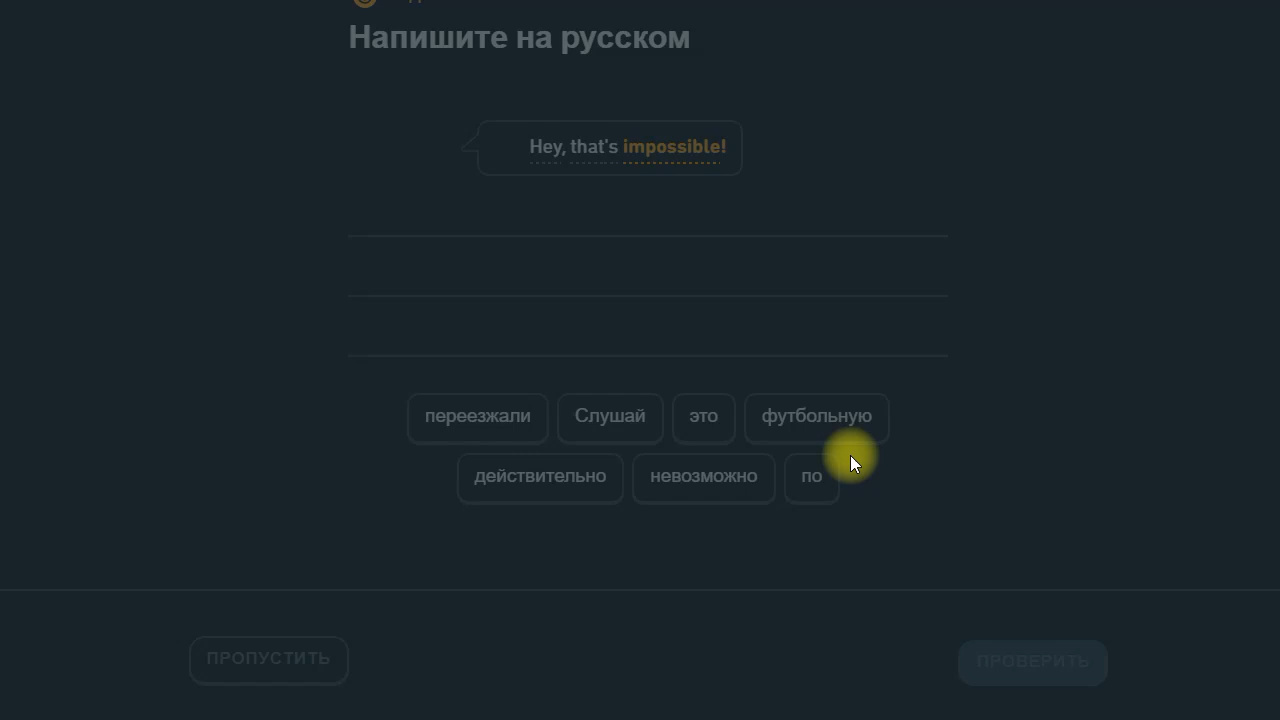 Напишите на русском
Hey, that's impossible!
переезжали Слушай это футбольную
действительно невозможно по
ПРОПУСТИТЬ ПРОВЕРИТЬ